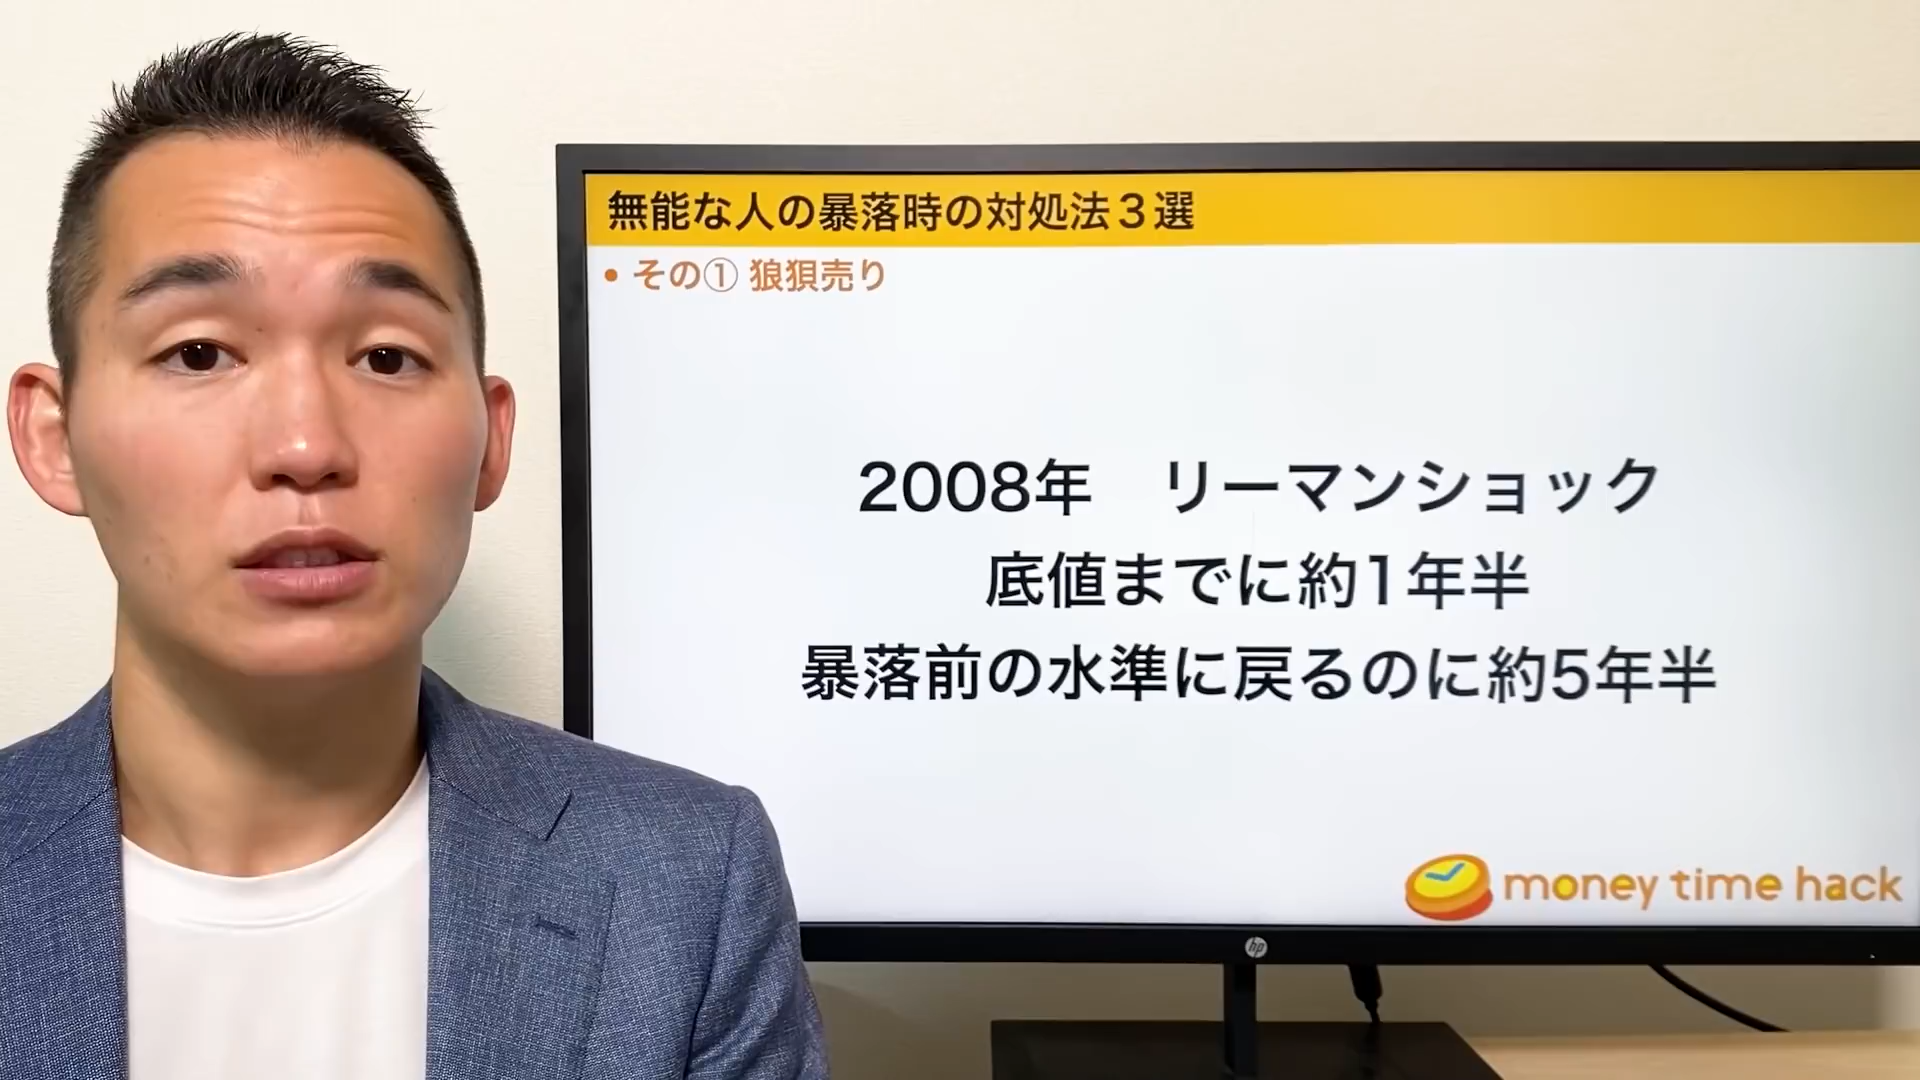 無能な人の暴落時の対処法３選
• その① 狼狽売り
2008年　リーマンショック
底値までに約1年半
暴落前の水準に戻るのに約5年半
money time hack
hp